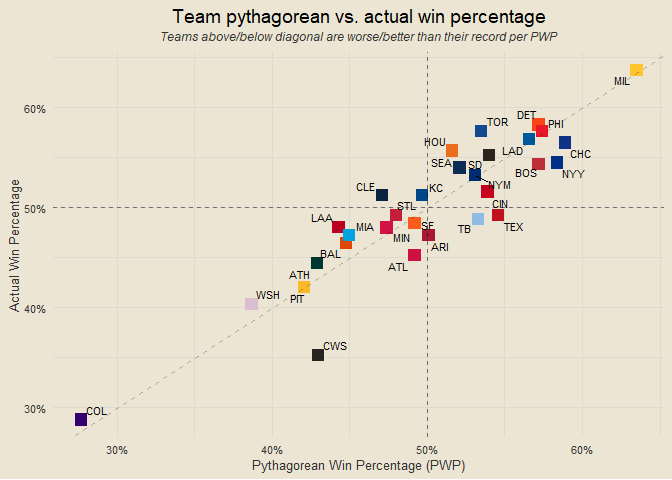 Team pythagorean vs. actual win percentage
Teams above/below diagonal are worse/better than their record per PWP
MIL
60%
DET
TOR
PHI
HOU
LAD
CHC
SEA
SD
BOS
NYY
CLE
KC
NYM
50%
STL
CIN
LAA
MIA
SF
TB
TEX
MIN
ARI
BAL
ATL
ATH
PIT
WSH
40%
CWS
30%
COL
Actual Win Percentage
30%
40%
50%
60%
Pythagorean Win Percentage (PWP)